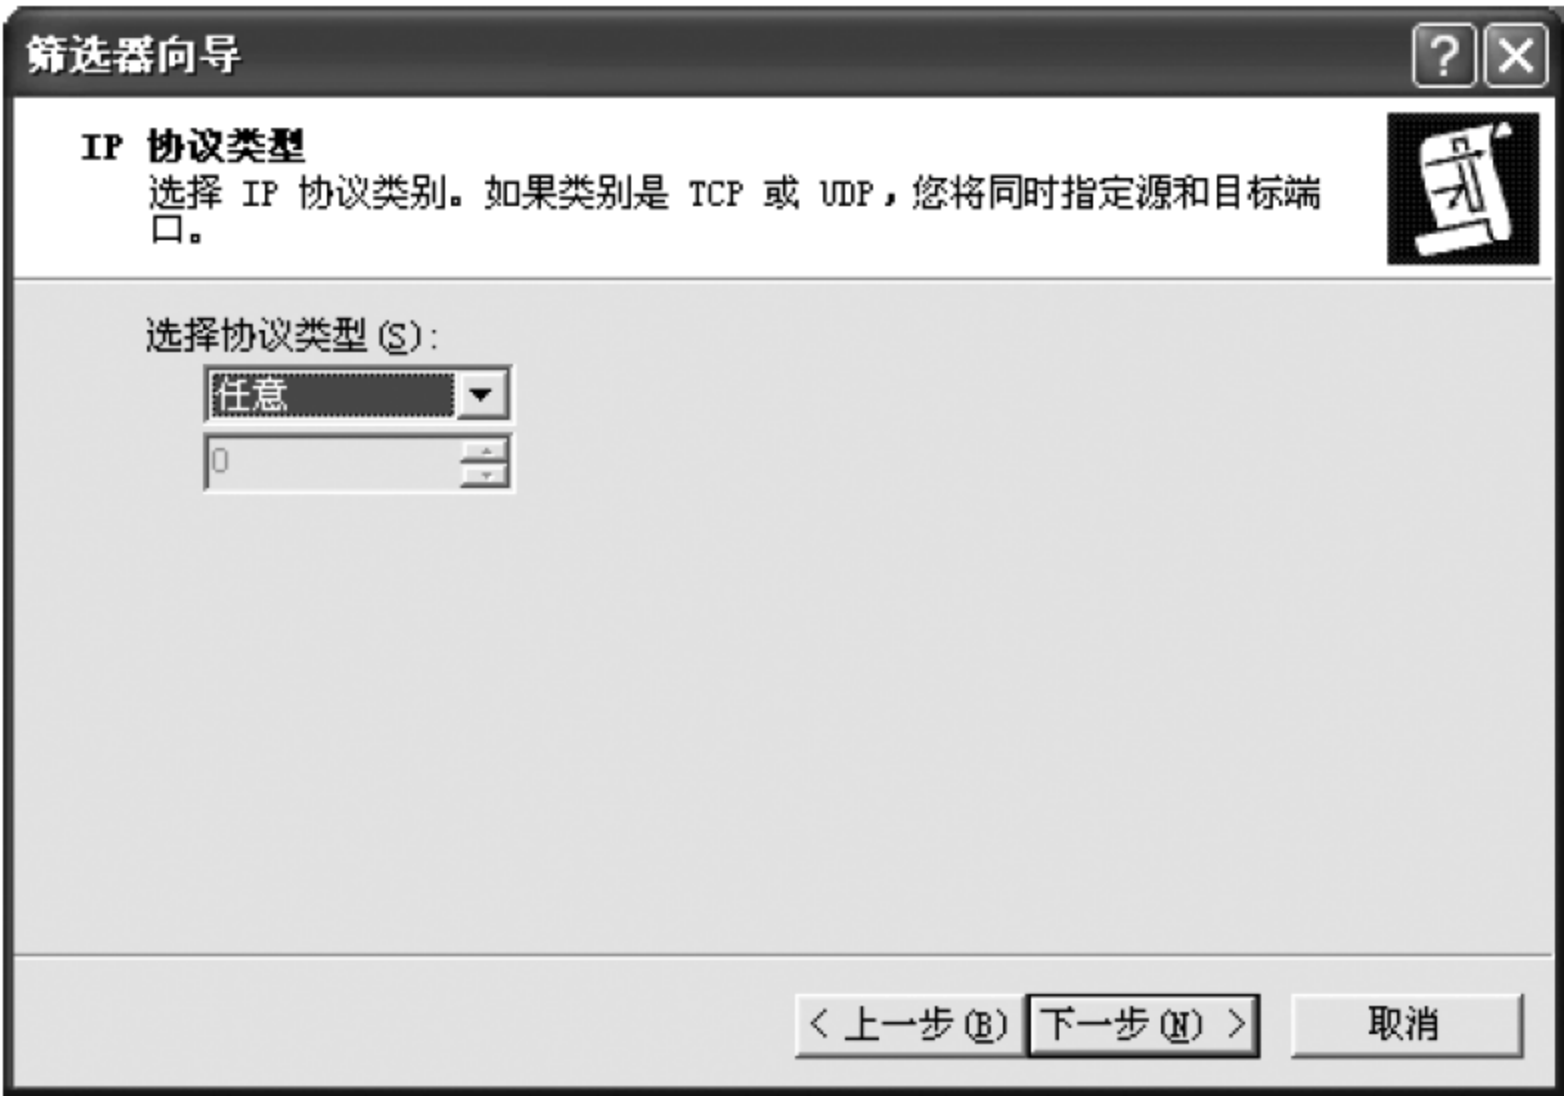 筛选器向导
IP 协议类型
选择 IP 协议类别。如果类别是 TCP 或 UDP，您将同时指定源和目标端
口。
选择协议类型(S):
任意
0
< 上一步(B)
下一步(N) >
取消